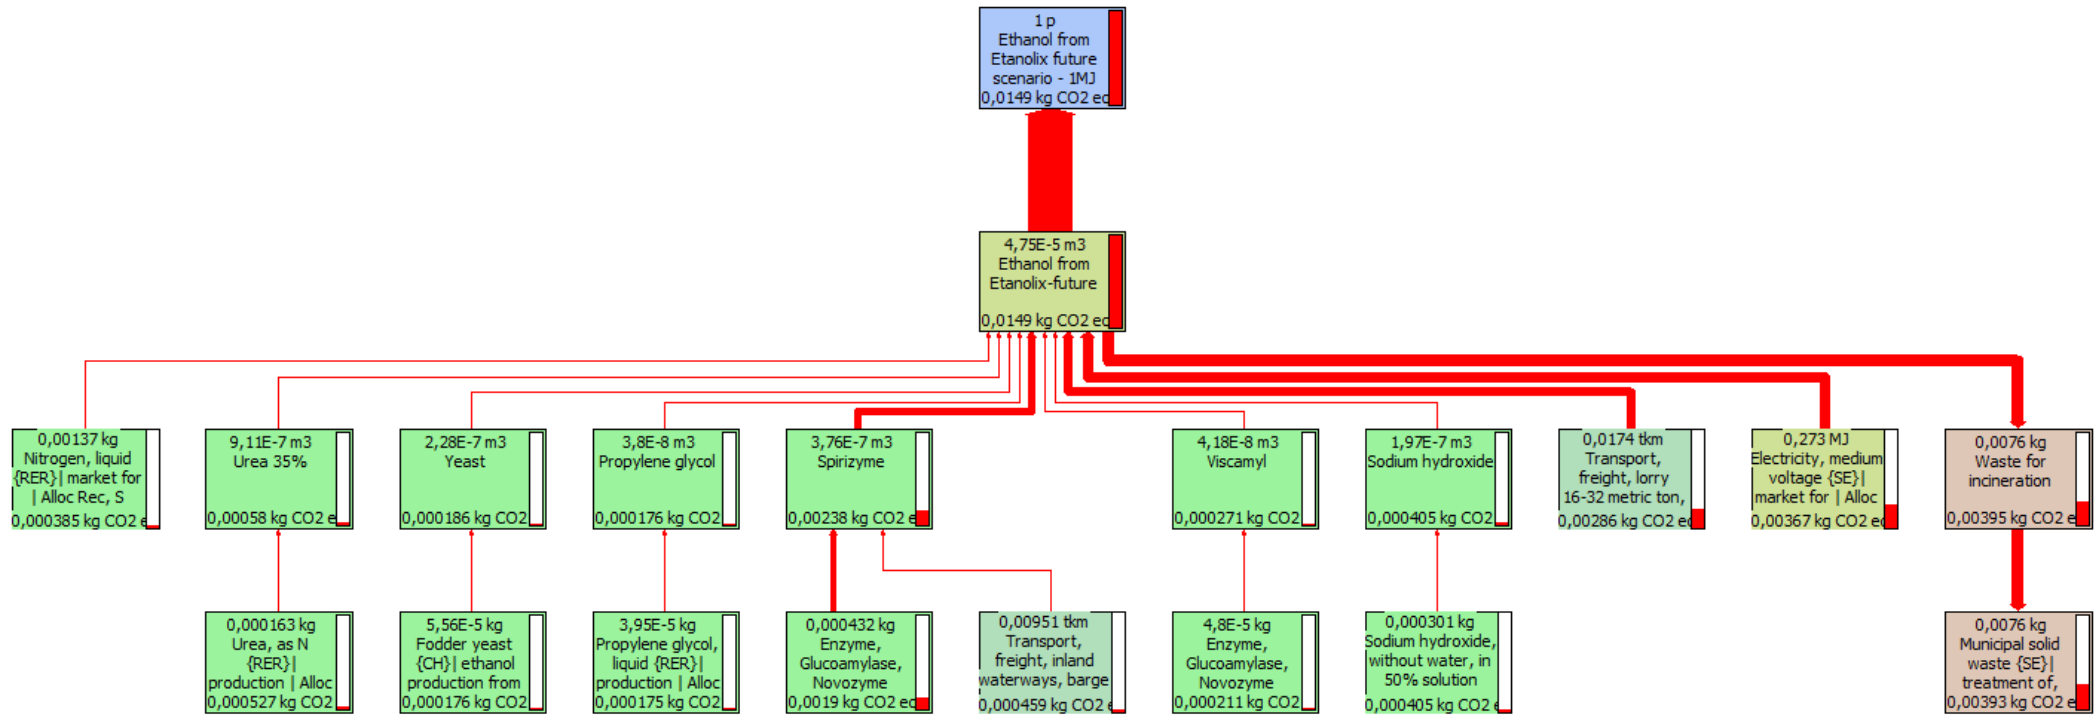 1 p
Ethanol from
Etanolix future
scenario - 1MJ
0,0149 kg CO2 eq
4,75E-5 m3
Ethanol from
Etanolix-future
0,0149 kg CO2 eq
0,00137 kg
Nitrogen, liquid
{RER}| market for
| Alloc Rec, S
0,000385 kg CO2 e
9,11E-7 m3
Urea 35%
0,00058 kg CO2 e
2,28E-7 m3
Yeast
0,000186 kg CO2
3,8E-8 m3
Propylene glycol
0,000176 kg CO2
3,76E-7 m3
Spirizyme
0,00238 kg CO2 e
4,18E-8 m3
Viscamyl
0,000271 kg CO2
1,97E-7 m3
Sodium hydroxide
0,000405 kg CO2
0,0174 tkm
Transport,
freight, lorry
16-32 metric ton,
0,00286 kg CO2 eq
0,273 MJ
Electricity, medium
voltage {SE}|
market for | Alloc
0,00367 kg CO2 eq
0,0076 kg
Waste for
incineration
0,00395 kg CO2 e
0,000163 kg
Urea, as N
{RER}|
production | Alloc
0,000527 kg CO2
5,56E-5 kg
Fodder yeast
{CH}| ethanol
production from
0,000176 kg CO2
3,95E-5 kg
Propylene glycol,
liquid {RER}|
production | Alloc
0,000175 kg CO2
0,000432 kg
Enzyme,
Glucoamylase,
Novozyme
0,0019 kg CO2 eq
0,00951 tkm
Transport,
freight, inland
waterways, barge
0,000459 kg CO2 e
4,8E-5 kg
Enzyme,
Glucoamylase,
Novozyme
0,000211 kg CO2
0,000301 kg
Sodium hydroxide,
without water, in
50% solution
0,000405 kg CO2 e
0,0076 kg
Municipal solid
waste {SE}|
treatment of,
0,00393 kg CO2 e